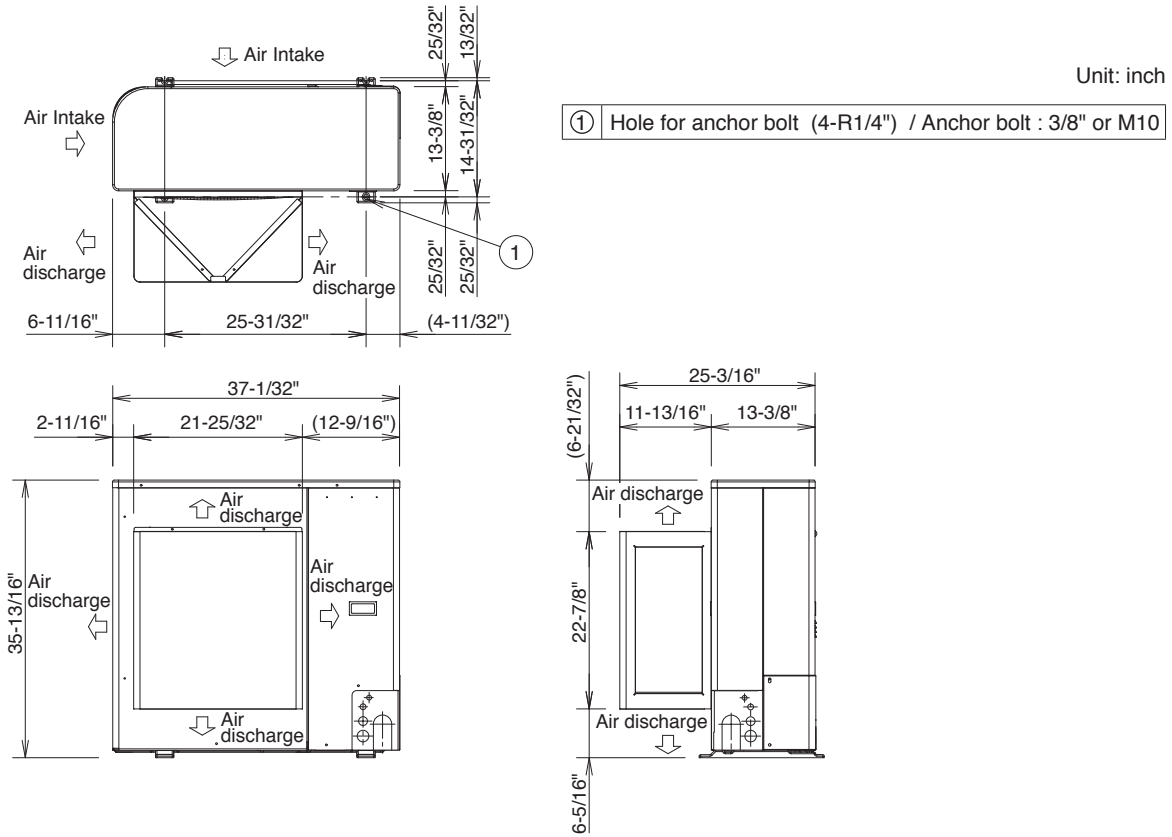 Air Intake
25/32"
13/32"
Unit: inch
① Hole for anchor bolt (4-R1/4") / Anchor bolt : 3/8" or M10
Air Intake
13-3/8"
14-31/32"
Air
discharge
Air
discharge
1
25/32"
25/32"
6-11/16"
25-31/32"
(4-11/32")
37-1/32"
2-11/16"
21-25/32"
(12-9/16")
Air
discharge
Air
discharge
Air
discharge
35-13/16"
Air
discharge
25-3/16"
(6-21/32")
11-13/16"
13-3/8"
Air discharge
22-7/8"
Air discharge
6-5/16"